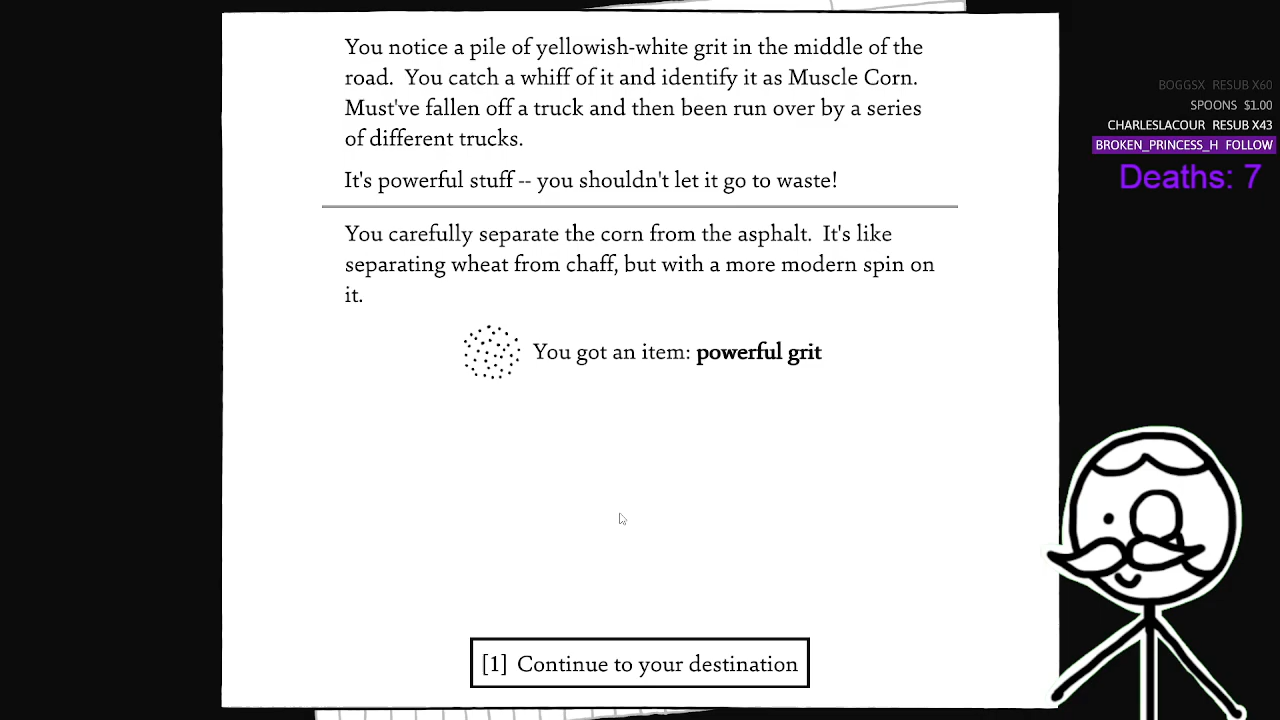 You notice a pile of yellowish-white grit in the middle of the
road.  You catch a whiff of it and identify it as Muscle Corn.
Must've fallen off a truck and then been run over by a series
of different trucks.
It's powerful stuff -- you shouldn't let it go to waste!
You carefully separate the corn from the asphalt.  It's like
separating wheat from chaff, but with a more modern spin on
it.
You got an item: powerful grit
[1] Continue to your destination
BOGGSX RESUB X60
SPOONS $1.00
CHARLESLACOUR RESUB X43
BROKEN_PRINCESS_H FOLLOW
Deaths: 7